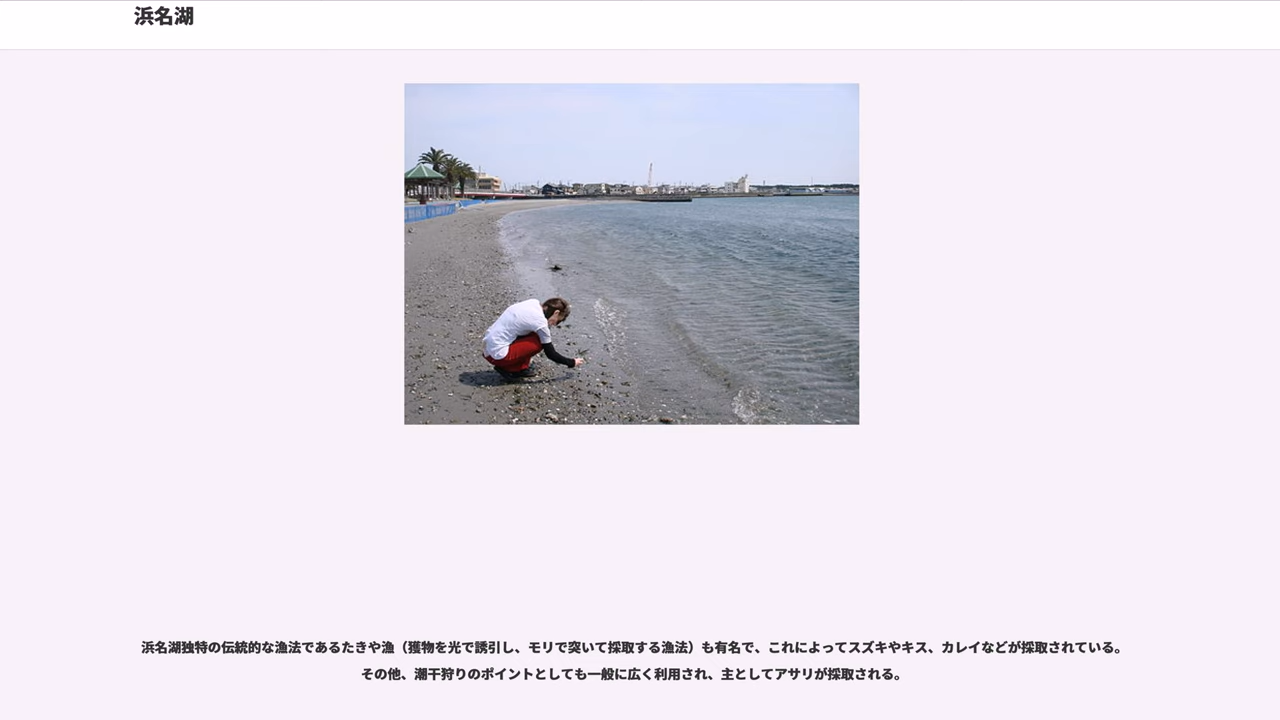 浜名湖
浜名湖独特の伝統的な漁法であるたきや漁（獲物を光で誘引し、モリで突いて採取する漁法）も有名で、これによってスズキやキス、カレイなどが採取されている。
その他、潮干狩りのポイントとしても一般に広く利用され、主としてアサリが採取される。